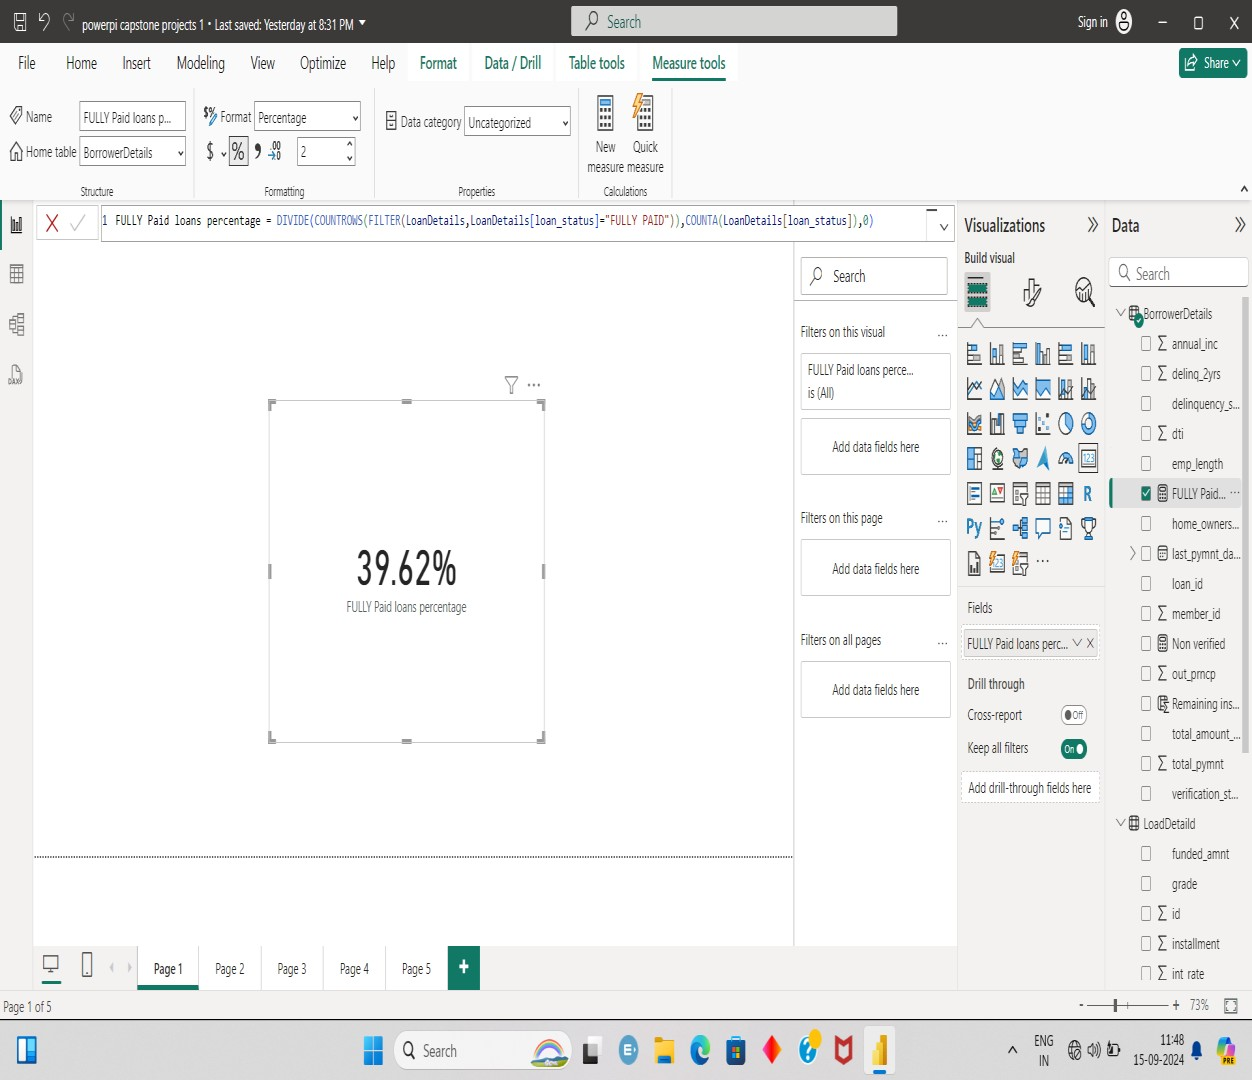 powerpi capstone projects 1 • Last saved: Yesterday at 8:31 PM
Search
Sign in
File Home Insert Modeling View Optimize Help Format Data / Drill Table tools Measure tools
Share
Name FULLY Paid loans p...
Home table BorrowerDetails
Structure
$% Format Percentage
$ % 9 .00 →.0 2
Formatting
Data category Uncategorized
Properties
New measure
Quick measure
Calculations
1 FULLY Paid loans percentage = DIVIDE(COUNTROWS(FILTER(LoanDetails,LoanDetails[loan_status]="FULLY PAID")),COUNTA(LoanDetails[loan_status]),0)
DAX
39.62%
FULLY Paid loans percentage
Search
Filters on this visual ...
FULLY Paid loans perce...
is (All)
Add data fields here
Filters on this page ...
Add data fields here
Filters on all pages ...
Add data fields here
Visualizations
Build visual
123
R
Py
123
...
Fields
FULLY Paid loans perc...
Drill through
Cross-report Off
Keep all filters On
Add drill-through fields here
Data
Search
BorrowerDetails
annual_inc
delinq_2yrs
delinquency_s...
dti
emp_length
FULLY Paid... ...
home_owners...
last_pymnt_da...
loan_id
member_id
Non verified
out_prncp
Remaining ins...
total_amount_...
total_pymnt
verification_st...
LoadDetaild
funded_amnt
grade
id
installment
int rate
Page 1 Page 2 Page 3 Page 4 Page 5 +
Page 1 of 5
- + 73%
Search
E
?
ENG
IN
11:48
15-09-2024
PRE